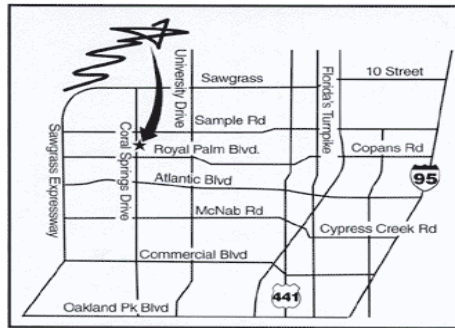 University Drive
Sawgrass
Florida's Turnpike
10 Street
Sample Rd
Sawgrass Expressway
Coral Springs Drive
Royal Palm Blvd.
Copans Rd
95
Atlantic Blvd
McNab Rd
Cypress Creek Rd
Commercial Blvd
441
Oakland Pk Blvd